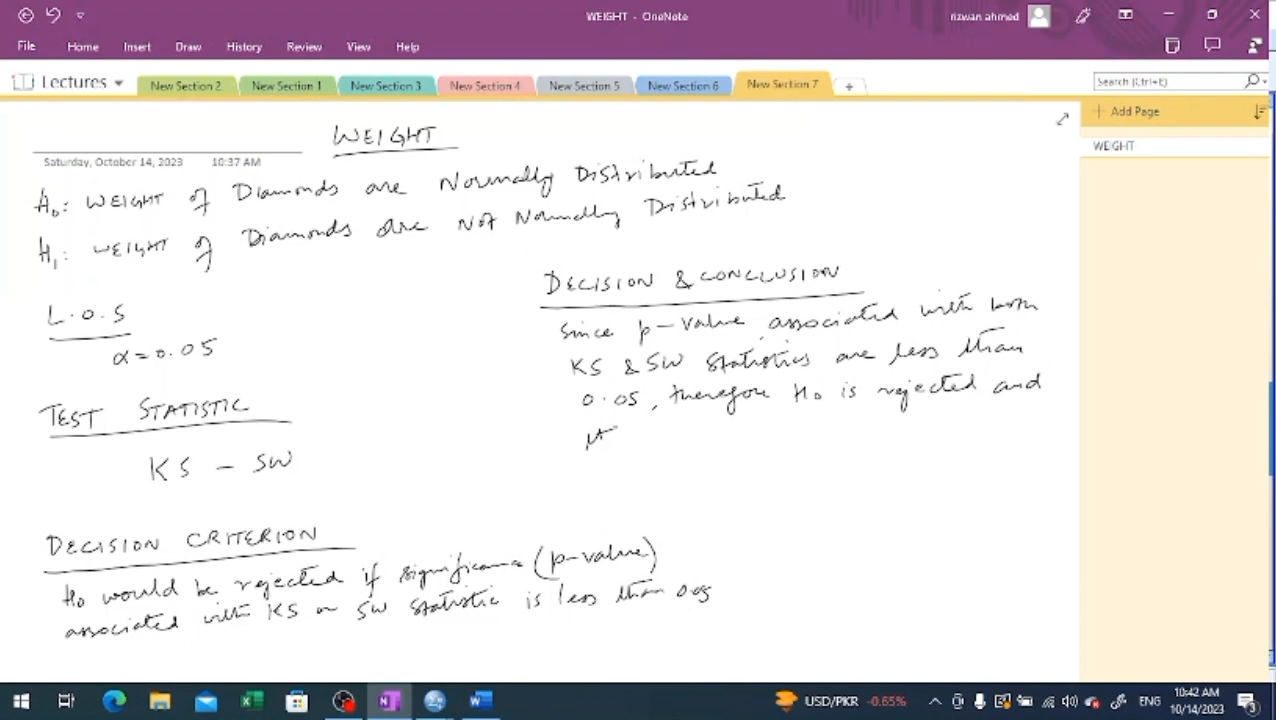 WEIGHT - OneNote
rizwan ahmed
File Home Insert Draw History Review View Help
Lectures New Section 2 New Section 1 New Section 3 New Section 4 New Section 5 New Section 6 New Section 7
Search (Ctrl+E)
Add Page
WEIGHT
WEIGHT
Saturday, October 14, 2023 10:37 AM
H0: WEIGHT of Diamonds are Normally Distributed
H1: WEIGHT of Diamonds are Not Normally Distributed
L.O.S
α=0.05
TEST STATISTIC
KS - SW
DECISION CRITERION
H0 would be rejected if significance (p-value)
associated with KS or SW statistic is less than 0.05
DECISION & CONCLUSION
Since p-value associated with both
KS & SW statistics are less than
0.05, therefore H0 is rejected and
USD/PKR -0.65%
ENG
10:42 AM
10/14/2023
3